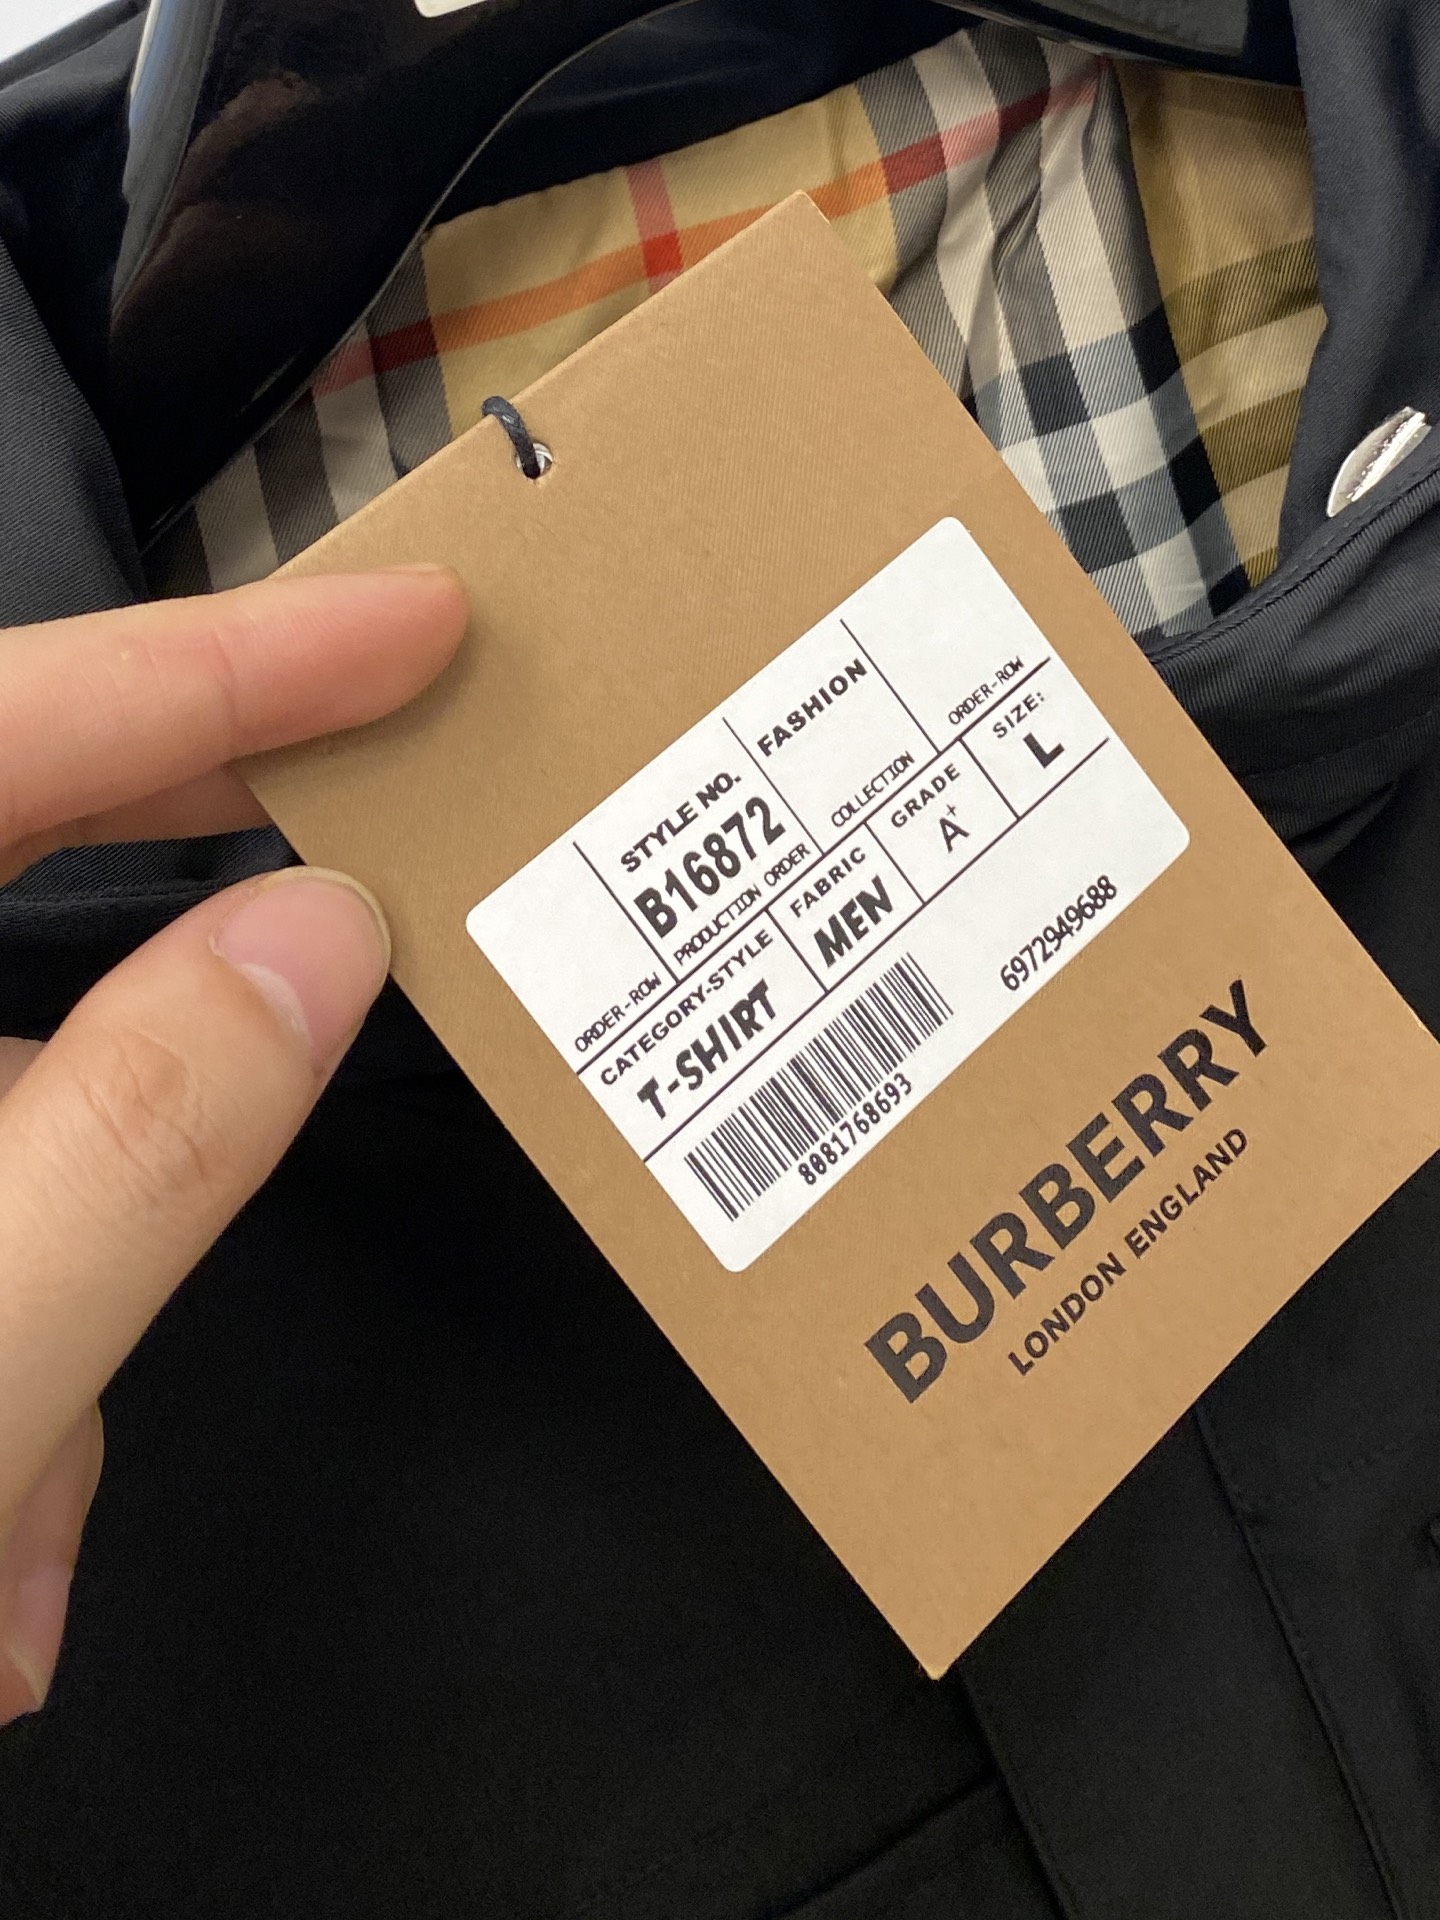 STYLE NO. FASHION
B16872
ORDER-ROW PRODUCTION ORDER COLLECTION ORDER-ROW
CATEGORY-STYLE FABRIC GRADE SIZE:
T-SHIRT MEN A+ L
8081768693 6972949688
BURBERRY
LONDON ENGLAND